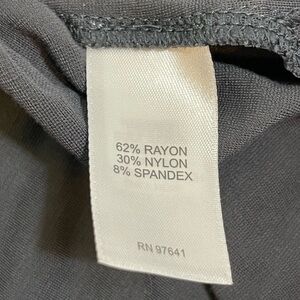 62% RAYON
30% NYLON
8% SPANDEX
RN 97641